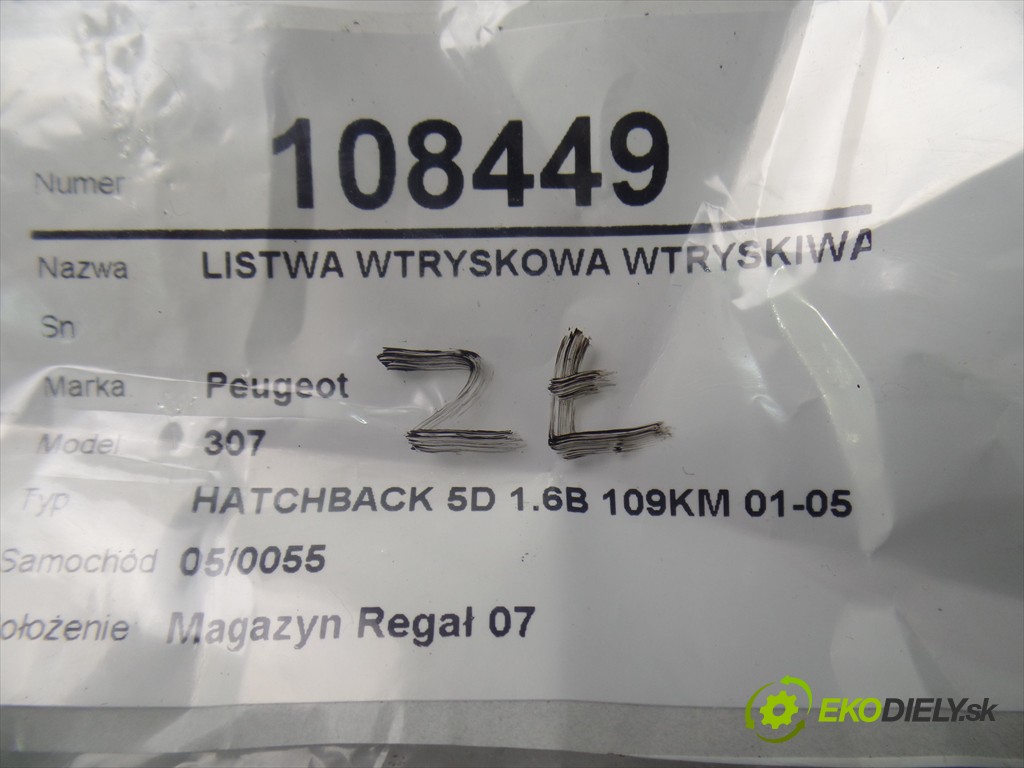 Numer 108449
Nazwa LISTWA WTRYSKOWA WTRYSKIWA
Sn
Marka Peugeot
ZŁ
Model 307
Typ HATCHBACK 5D 1.6B 109KM 01-05
Samochód 05/0055
ołożenie Magazyn Regał 07
EKODIELY.sk